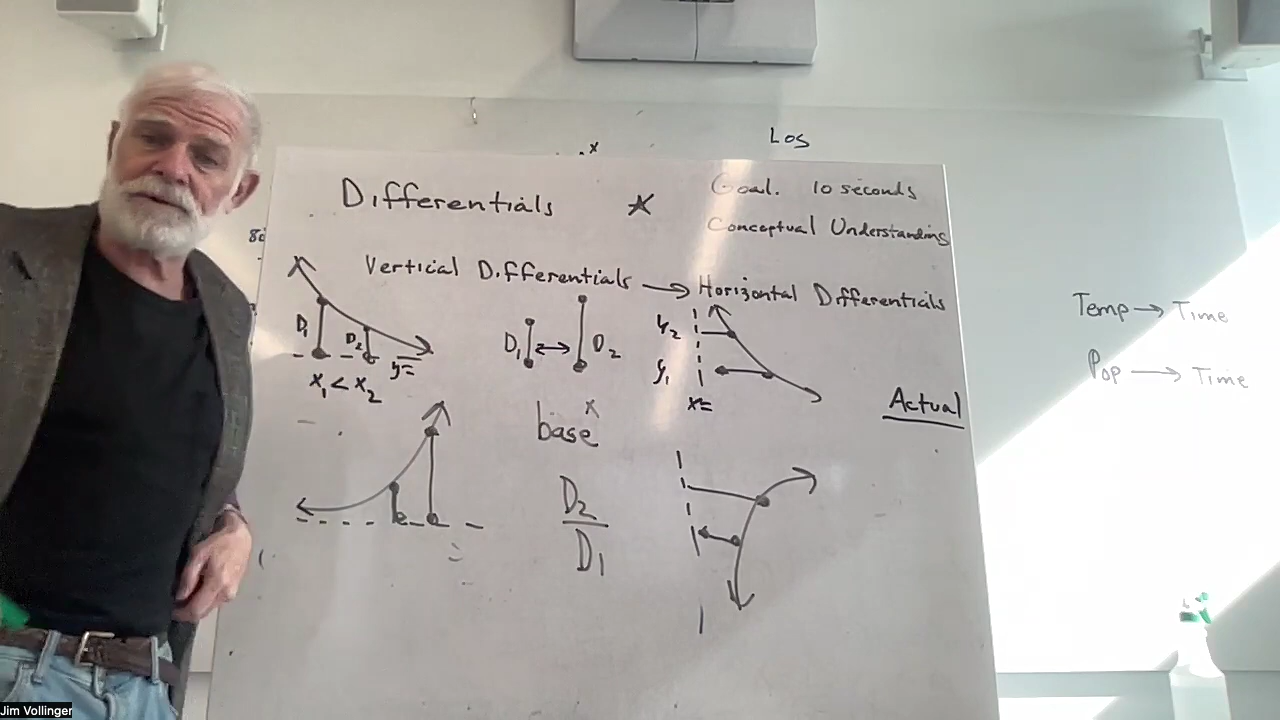 Los
x
Differentials
Goal. 10 seconds
Conceptual Understanding
Vertical Differentials → Horizontal Differentials
D1
D2
y=
x1 < x2
D1 ↔ D2
y2
y1
x=
Temp → Time
Pop → Time
Actual
base x
D2
D1
=
Jim Vollinger